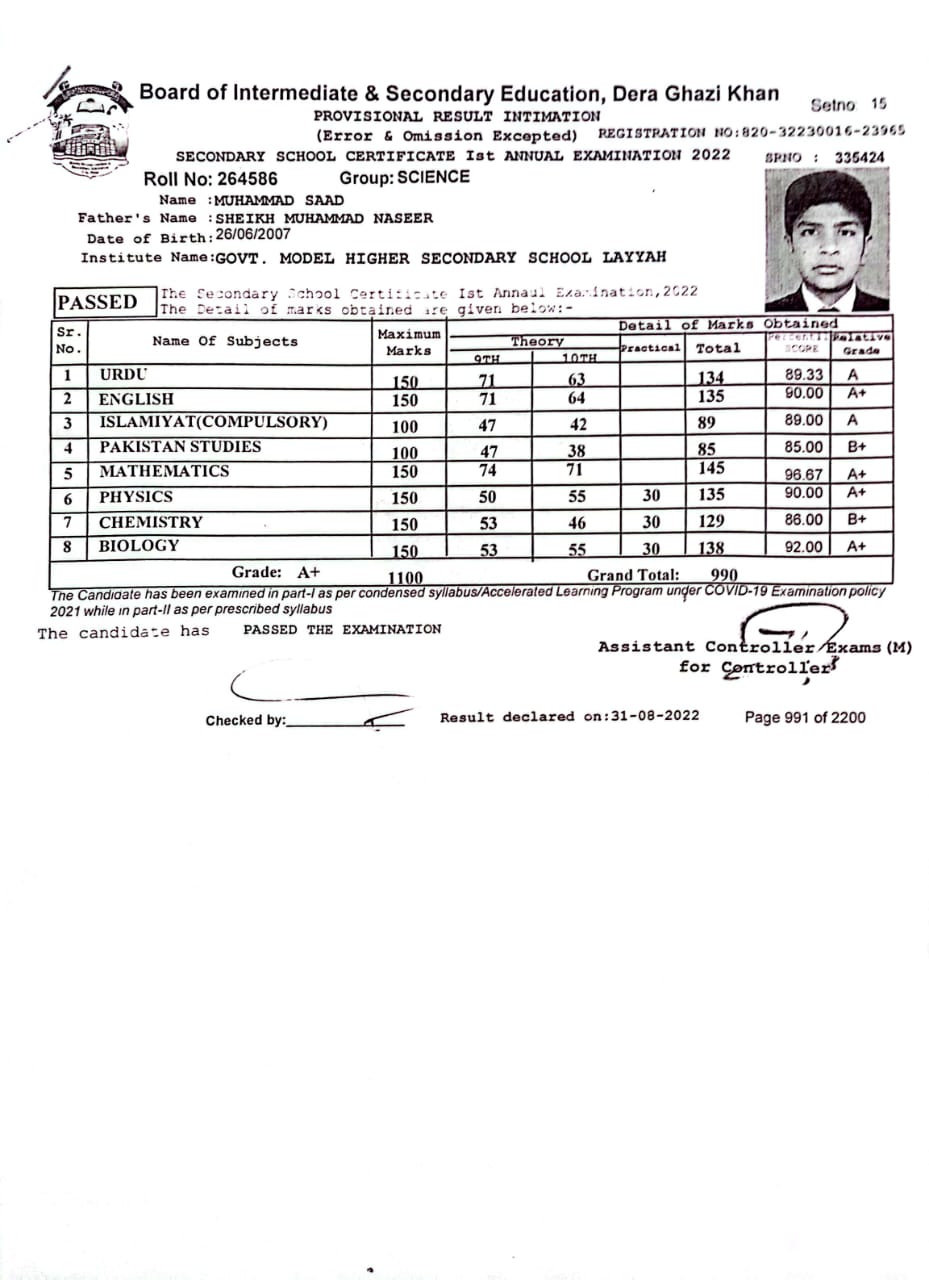 Board of Intermediate & Secondary Education, Dera Ghazi Khan
Setno 15
PROVISIONAL RESULT INTIMATION
(Error & Omission Excepted) REGISTRATION NO:820-32230016-23965
SECONDARY SCHOOL CERTIFICATE Ist ANNUAL EXAMINATION 2022 SRNO : 335424
Roll No: 264586 Group: SCIENCE
Name :MUHAMMAD SAAD
Father's Name :SHEIKH MUHAMMAD NASEER
Date of Birth: 26/06/2007
Institute Name:GOVT. MODEL HIGHER SECONDARY SCHOOL LAYYAH
PASSED The Secondary School Certificate Ist Annaul Examination,2022
The Detail of marks obtained are given below:-
Sr. No. Name Of Subjects Maximum Marks Detail of Marks Obtained
Theory Practical Total SCORE Relative Grade
9TH 10TH
1 URDU 150 71 63 134 89.33 A
2 ENGLISH 150 71 64 135 90.00 A+
3 ISLAMIYAT(COMPULSORY) 100 47 42 89 89.00 A
4 PAKISTAN STUDIES 100 47 38 85 85.00 B+
5 MATHEMATICS 150 74 71 145 96.67 A+
6 PHYSICS 150 50 55 30 135 90.00 A+
7 CHEMISTRY 150 53 46 30 129 86.00 B+
8 BIOLOGY 150 53 55 30 138 92.00 A+
Grade: A+ 1100 Grand Total: 990
The Candidate has been examined in part-I as per condensed syllabus/Accelerated Learning Program under COVID-19 Examination policy
2021 while in part-II as per prescribed syllabus
The candidate has PASSED THE EXAMINATION
Assistant Controller Exams (M)
for Controller
Checked by: Result declared on:31-08-2022 Page 991 of 2200